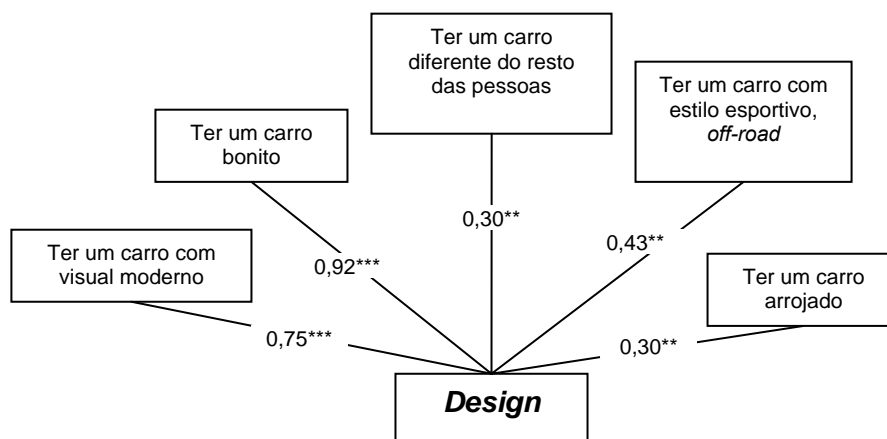 Ter um carro
diferente do resto
das pessoas
Ter um carro com
estilo esportivo,
off-road
Ter um carro
bonito
0,30**
0,43**
Ter um carro com
visual moderno
0,92***
Ter um carro
arrojado
0,75***
0,30**
Design